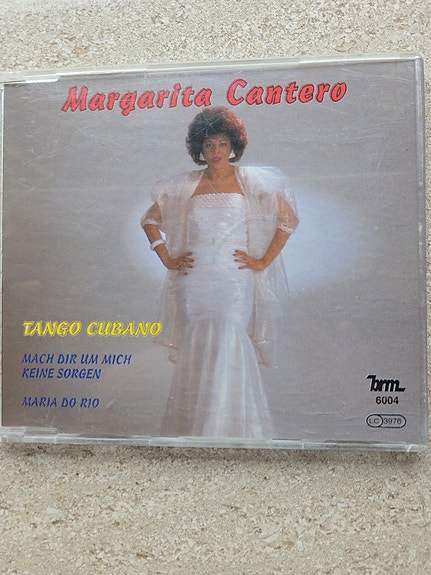 Margarita Cantero
TANGO CUBANO
MACH DIR UM MICH
KEINE SORGEN
MARIA DO RIO
brm
6004
LC 3976